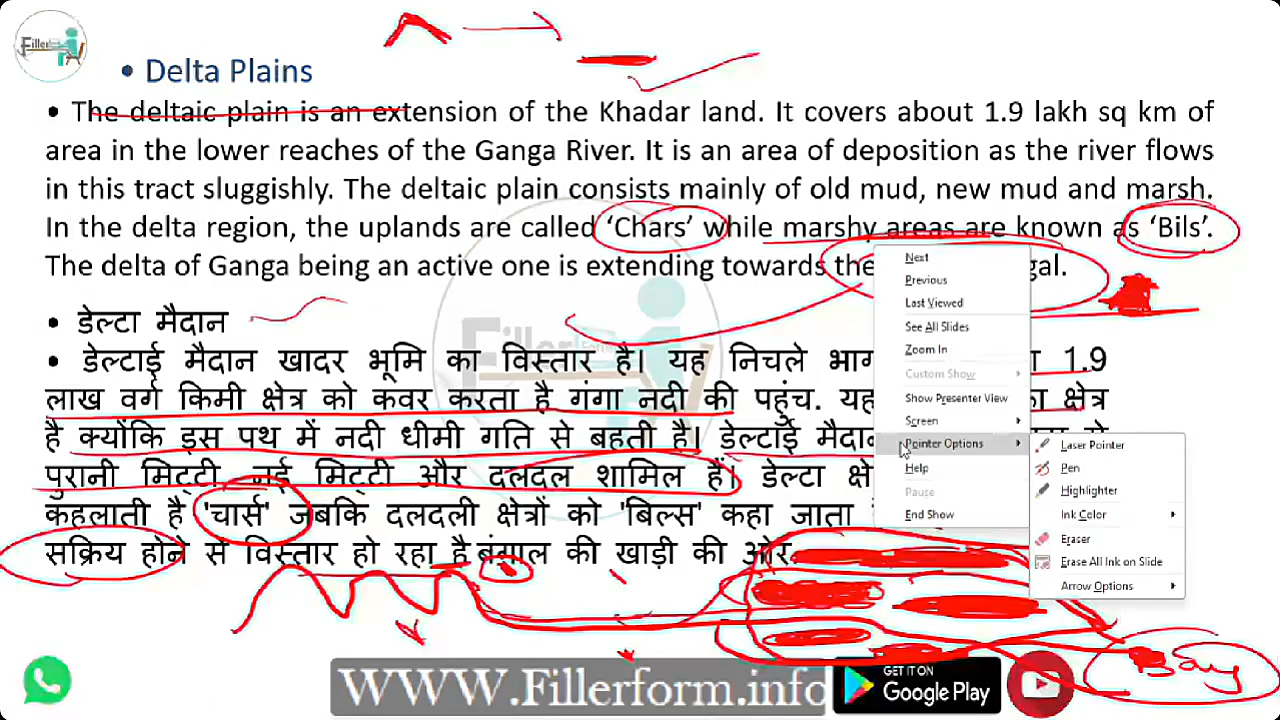 Fillerform
• Delta Plains
• The deltaic plain is an extension of the Khadar land. It covers about 1.9 lakh sq km of
area in the lower reaches of the Ganga River. It is an area of deposition as the river flows
in this tract sluggishly. The deltaic plain consists mainly of old mud, new mud and marsh.
In the delta region, the uplands are called ‘Chars’ while marshy areas are known as ‘Bils’.
The delta of Ganga being an active one is extending towards the gal.
• डेल्टा मैदान
• डेल्टाई मैदान खादर भूमि का विस्तार है। यह निचले 1.9
लाख वर्ग किमी क्षेत्र को कवर करता है गंगा नदी की पहुंच. यह क्षेत्र
है क्योंकि इस पथ में नदी धीमी गति से बहती है। डेल्टाई
पुरानी मिट्टी, नई मिट्टी और दलदल शामिल हैं। डेल्टा
कहलाती है 'चार्स' जबकि दलदली क्षेत्रों को 'बिल्स' कहा जाता
सक्रिय होने से विस्तार हो रहा है बंगाल की खाड़ी की ओर.
Next
Previous
Last Viewed
See All Slides
Zoom In
Custom Show
Show Presenter View
Screen
Pointer Options
Help
Pause
End Show
Laser Pointer
Pen
Highlighter
Ink Color
Eraser
Erase All Ink on Slide
Arrow Options
Bay
WWW.Fillerform.info
GET IT ON
Google Play